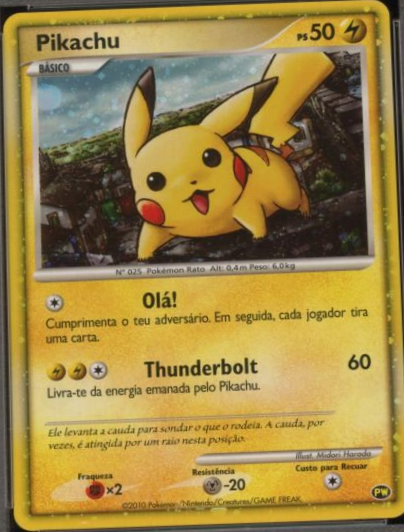 Pikachu
PS 50
BÁSICO
Nº 025 Pokémon Rato Alt: 0,4m Peso: 6,0kg
Olá!
Cumprimenta o teu adversário. Em seguida, cada jogador tira
uma carta.
Thunderbolt 60
Livra-te da energia emanada pelo Pikachu.
Ele levanta a cauda para sondar o que o rodeia. A cauda, por
vezes, é atingida por um raio nesta posição.
Illust. Midori Harada
Fraqueza Resistência Custo para Recuar
×2 -20
©2010 Pokémon/Nintendo/Creatures/GAME FREAK.
PW